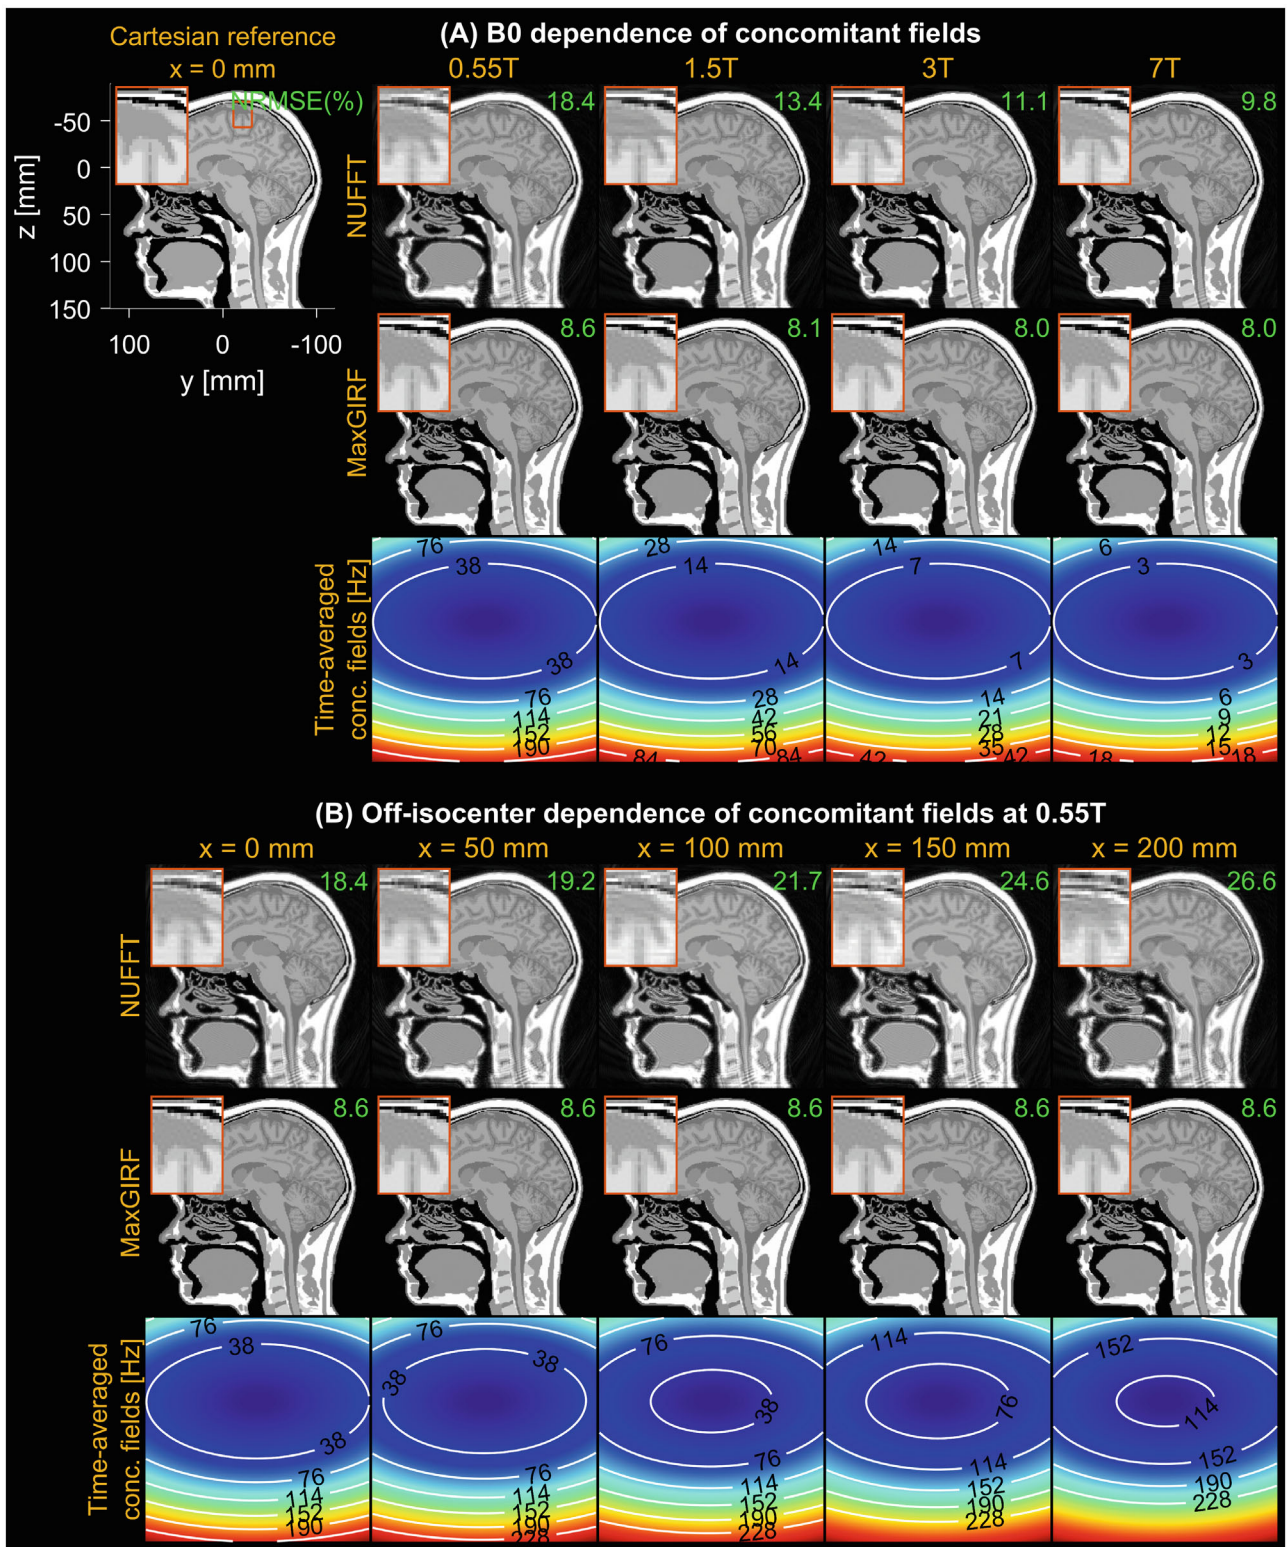 Cartesian reference
x = 0 mm
(A) B0 dependence of concomitant fields
0.55T 1.5T 3T 7T
NRMSE(%)
18.4 13.4 11.1 9.8
-50
0
50
100
150
z [mm]
100 0 -100
y [mm]
NUFFT
8.6 8.1 8.0 8.0
MaxGIRF
Time-averaged
conc. fields [Hz]
76 28 14 6
38 14 7 3
38 14 7 3
76 28 14 6
114 42 21 9
152 56 28 12
190 70 35 15
84 84 42 42 18 18
(B) Off-isocenter dependence of concomitant fields at 0.55T
x = 0 mm x = 50 mm x = 100 mm x = 150 mm x = 200 mm
18.4 19.2 21.7 24.6 26.6
NUFFT
8.6 8.6 8.6 8.6 8.6
MaxGIRF
Time-averaged
conc. fields [Hz]
76 76 76 114 152
38 38
38 38 76 114
38 76 114 152
76 76 114 152 190
114 114 152 190 228
152 152 190 228
190 190 228
228